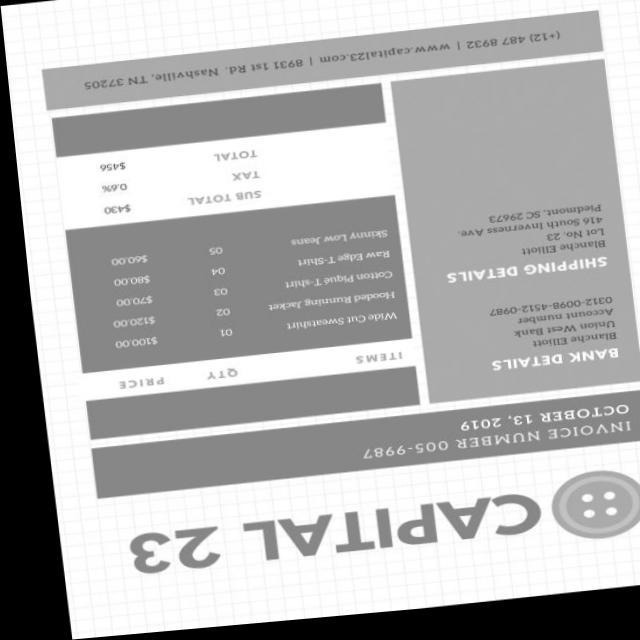 CAPITAL 23
INVOICE NUMBER 005-9987
OCTOBER 13, 2019
BANK DETAILS
Blanche Elliott
Union West Bank
Account number
0312-0098-4512-0987
SHIPPING DETAILS
Blanche Elliott
Lot No. 23
416 South Inverness Ave.
Piedmont, SC 29673
ITEMS QTY PRICE
Wide Cut Sweatshirt 01 $100.00
Hooded Running Jacket 02 $120.00
Cotton Piqué T-shirt 03 $70.00
Raw Edge T-Shirt 04 $80.00
Skinny Low Jeans 05 $60.00
SUB TOTAL $430
TAX 0.6%
TOTAL $456
(+12) 487 8932 | www.capital23.com | 8931 1st Rd. Nashville, TN 37205